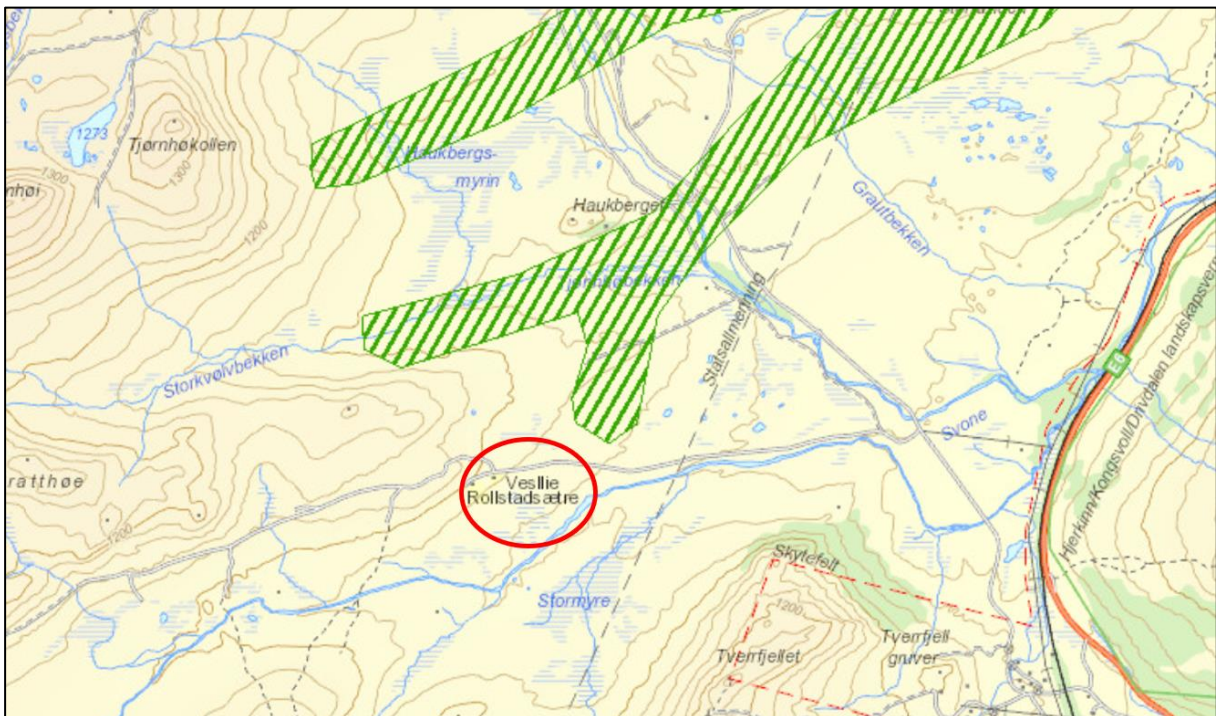 1273
Tjørnhøkollen
1300
1300
nhøi
1200
Haukbergs-
myrin
Haukberget
Grautbekken
Storkvølvbekken
Statsallmenning
E6
Svone
Hjerkinn/Kongsvoll/Drivdalen landskapsvern
ratthøe
1200
Vesllie
Rollstadsætre
Stormyre
Skytefelt
1200
Tverrfjellet
Tverrfjell
gruver